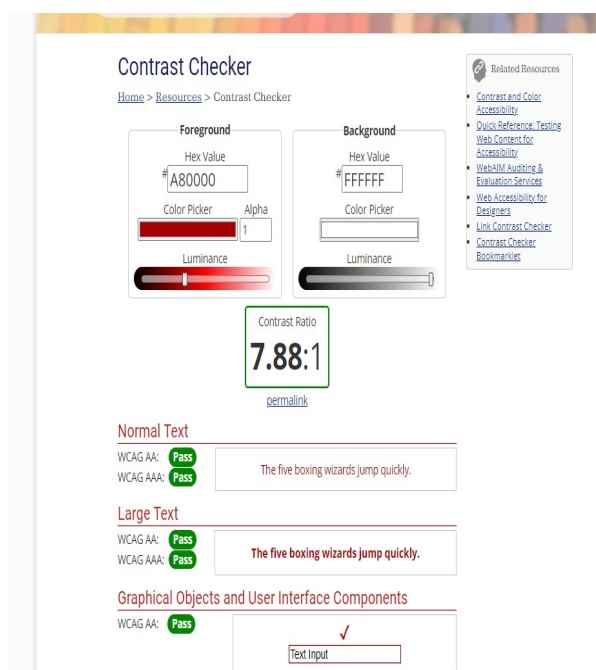 Contrast Checker
Home > Resources > Contrast Checker
Foreground
Hex Value
# A80000
Color Picker Alpha
1
Luminance
Background
Hex Value
# FFFFFF
Color Picker
Luminance
Contrast Ratio
7.88:1
permalink
Normal Text
WCAG AA: Pass
WCAG AAA: Pass
The five boxing wizards jump quickly.
Large Text
WCAG AA: Pass
WCAG AAA: Pass
The five boxing wizards jump quickly.
Graphical Objects and User Interface Components
WCAG AA: Pass
✓
Text Input
Related Resources
• Contrast and Color
Accessibility
• Quick Reference: Testing
Web Content for
Accessibility
• WebAIM Auditing &
Evaluation Services
• Web Accessibility for
Designers
• Link Contrast Checker
• Contrast Checker
Bookmarklet